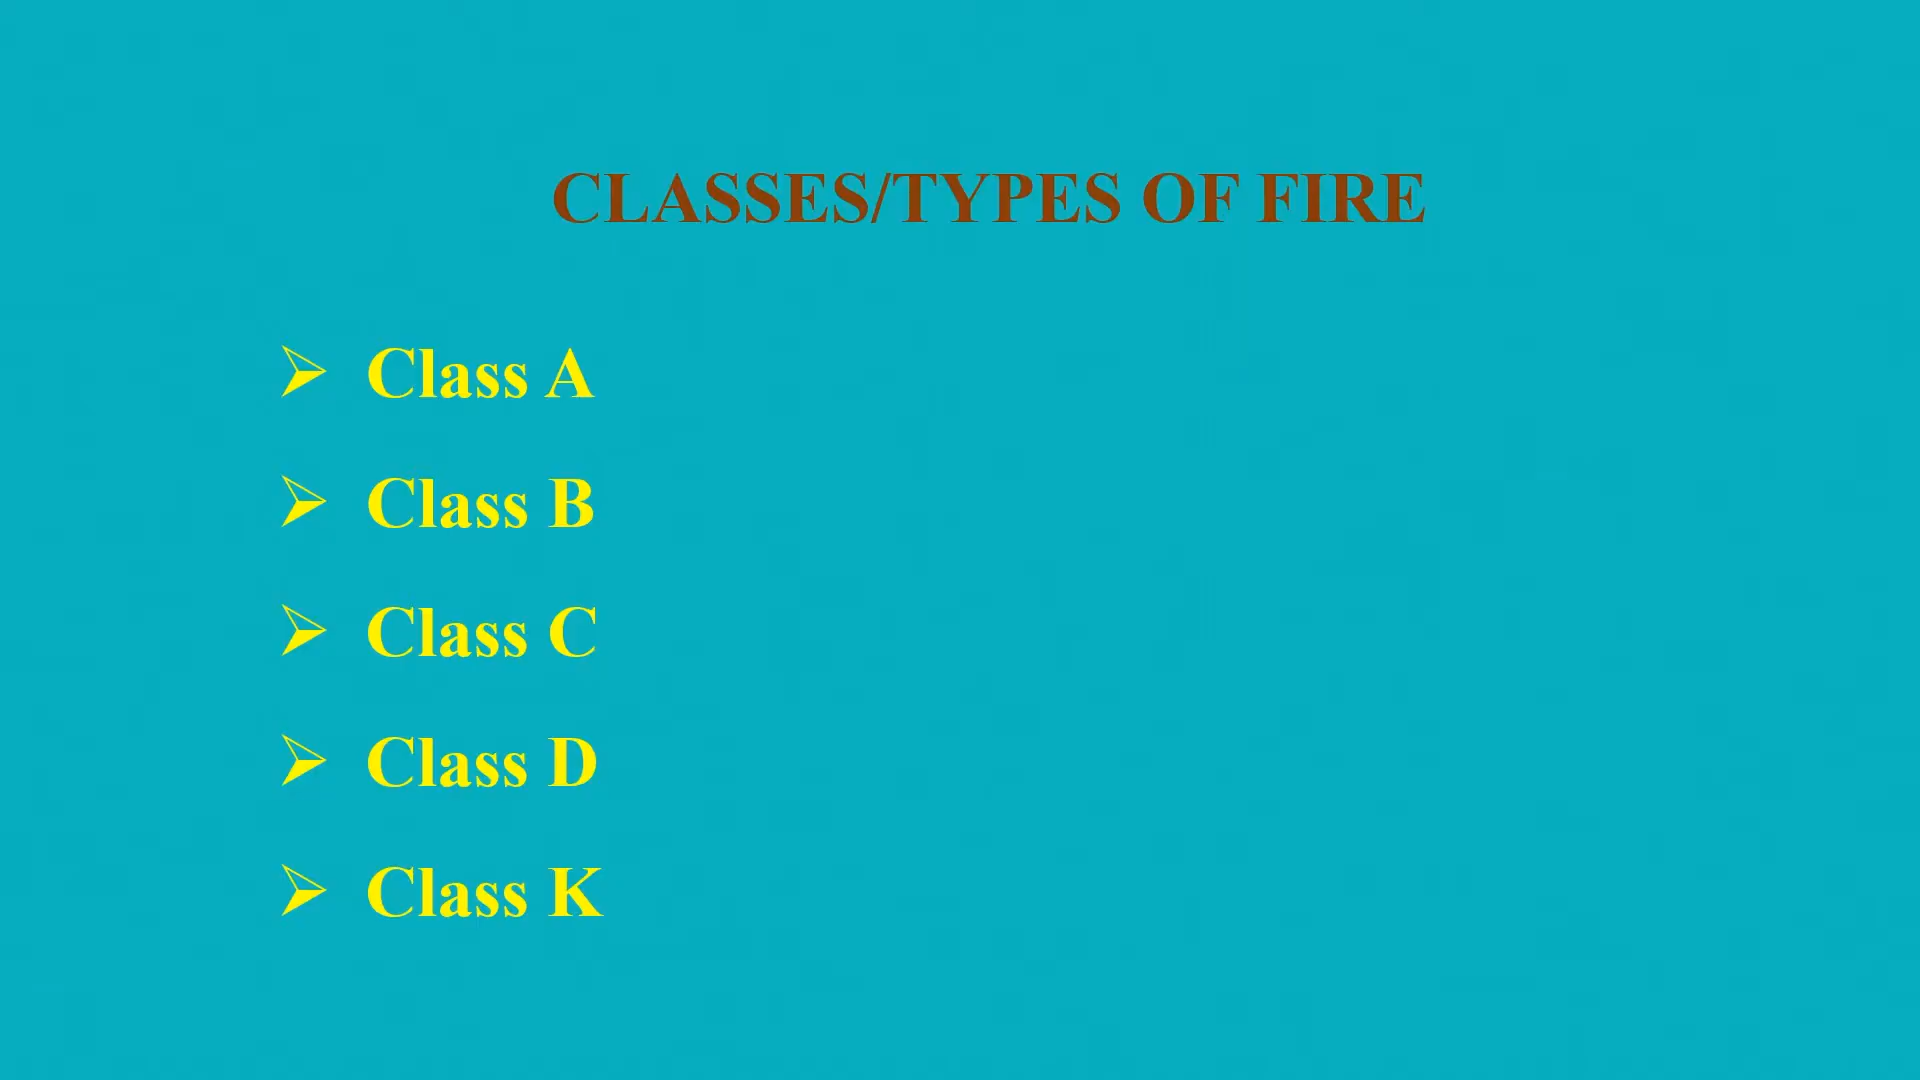 CLASSES/TYPES OF FIRE
➢ Class A
➢ Class B
➢ Class C
➢ Class D
➢ Class K